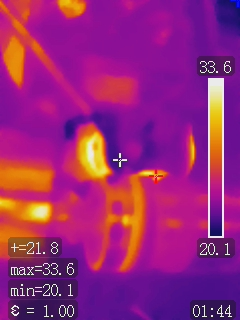 33.6
20.1
+=21.8
max=33.6
min=20.1
ε = 1.00
01:44